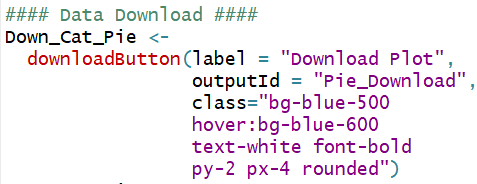 #### Data Download ####
Down_Cat_Pie <-
downloadButton(label = "Download Plot",
outputId = "Pie_Download",
class="bg-blue-500
hover:bg-blue-600
text-white font-bold
py-2 px-4 rounded")